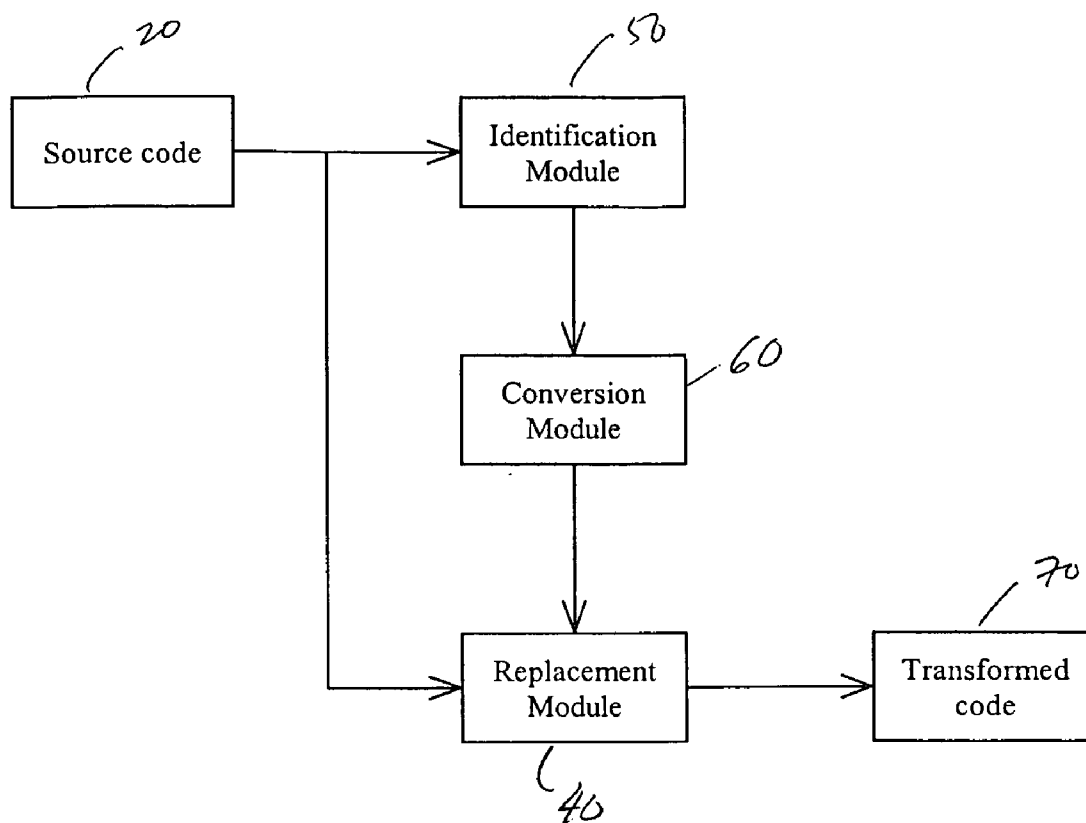 20
50
Source code
Identification
Module
60
Conversion
Module
70
Replacement
Module
Transformed
code
40